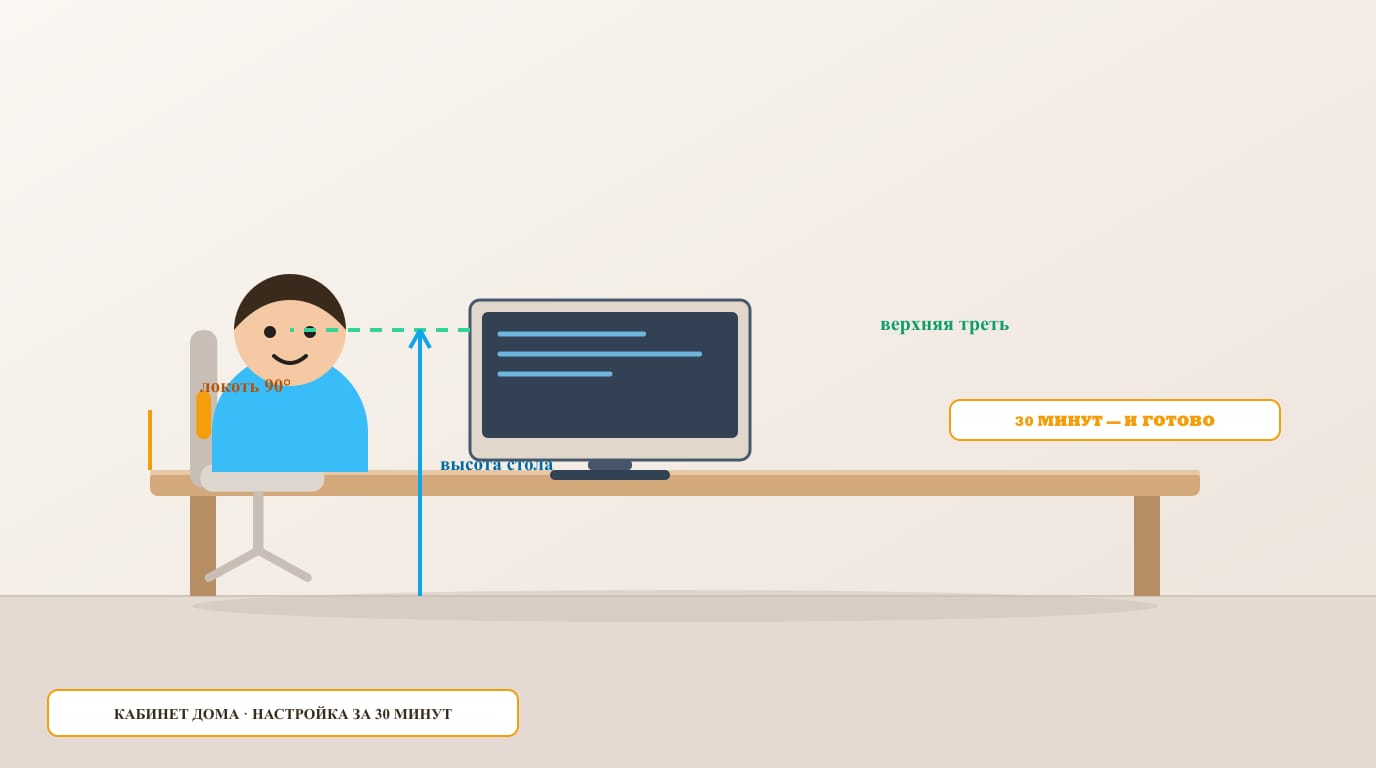 верхняя треть
локоть 90°
30 МИНУТ — И ГОТОВО
высота стола
КАБИНЕТ ДОМА · НАСТРОЙКА ЗА 30 МИНУТ